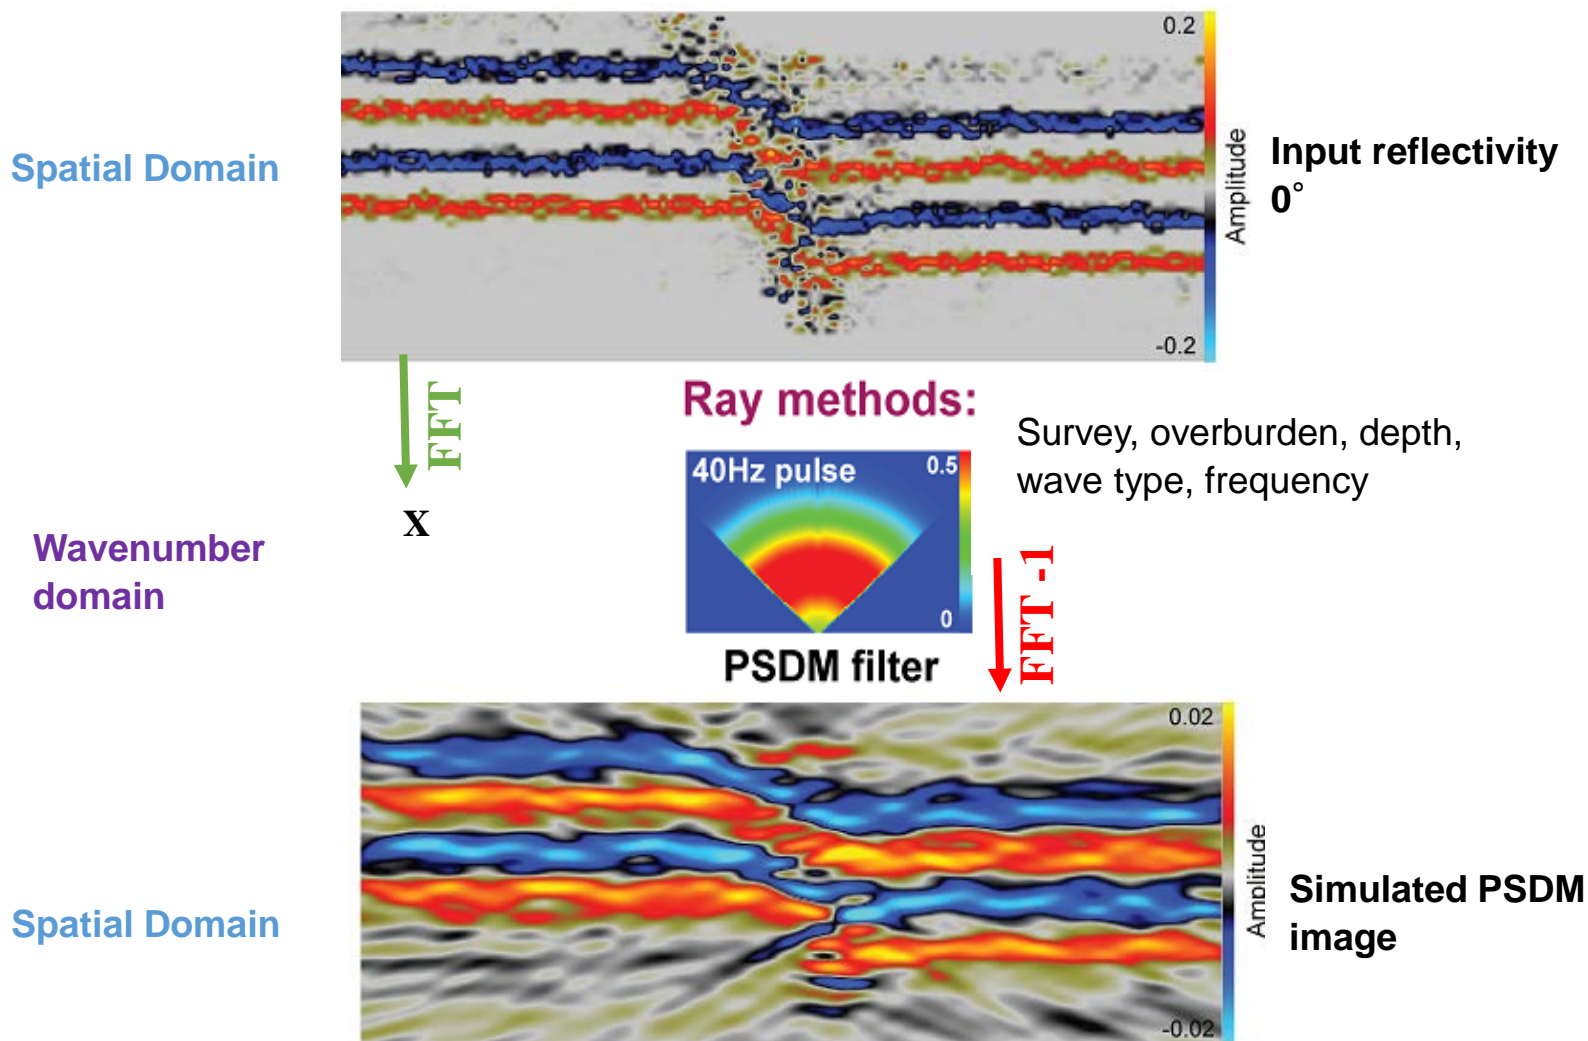 0.2
Spatial Domain
Amplitude
Input reflectivity
0°
-0.2
FFT
Ray methods:
Survey, overburden, depth,
wave type, frequency
40Hz pulse
0.5
x
Wavenumber
domain
0
FFT -1
PSDM filter
0.02
Amplitude
Simulated PSDM
image
Spatial Domain
-0.02